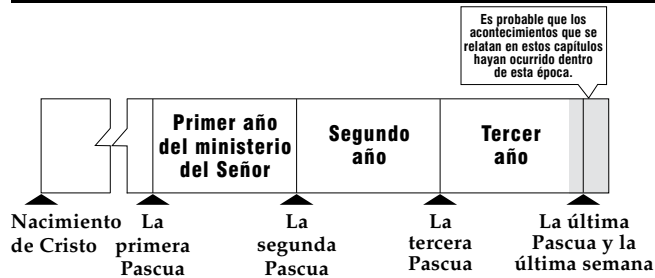 Es probable que los
acontecimientos que se
relatan en estos capítulos
hayan ocurrido dentro
de esta época.
Primer año
del ministerio
del Señor
Segundo
año
Tercer
año
Nacimiento
de Cristo
La
primera
Pascua
La
segunda
Pascua
La
tercera
Pascua
La última
Pascua y la
última semana